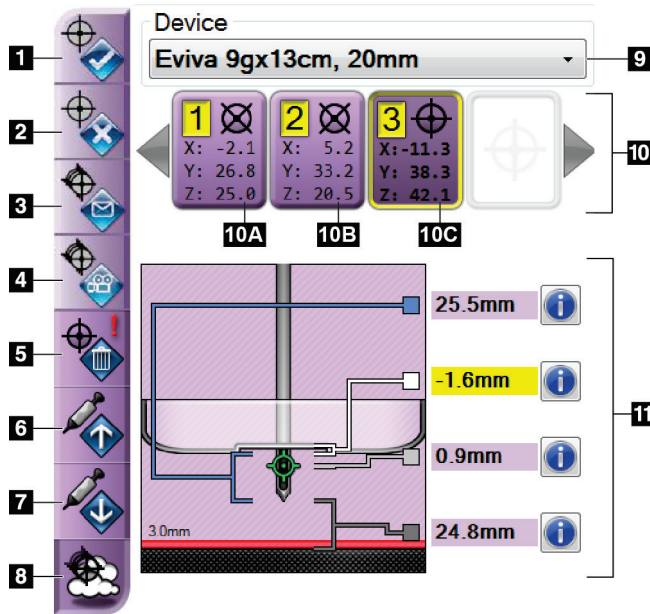 Device
1
Eviva 9gx13cm, 20mm
9
2
1
X: -2.1
Y: 26.8
Z: 25.0
2
X: 5.2
Y: 33.2
Z: 20.5
3
X:-11.3
Y: 38.3
Z: 42.1
10
3
10A
10B
10C
4
25.5mm
5
!
-1.6mm
6
11
0.9mm
7
3.0mm
24.8mm
8